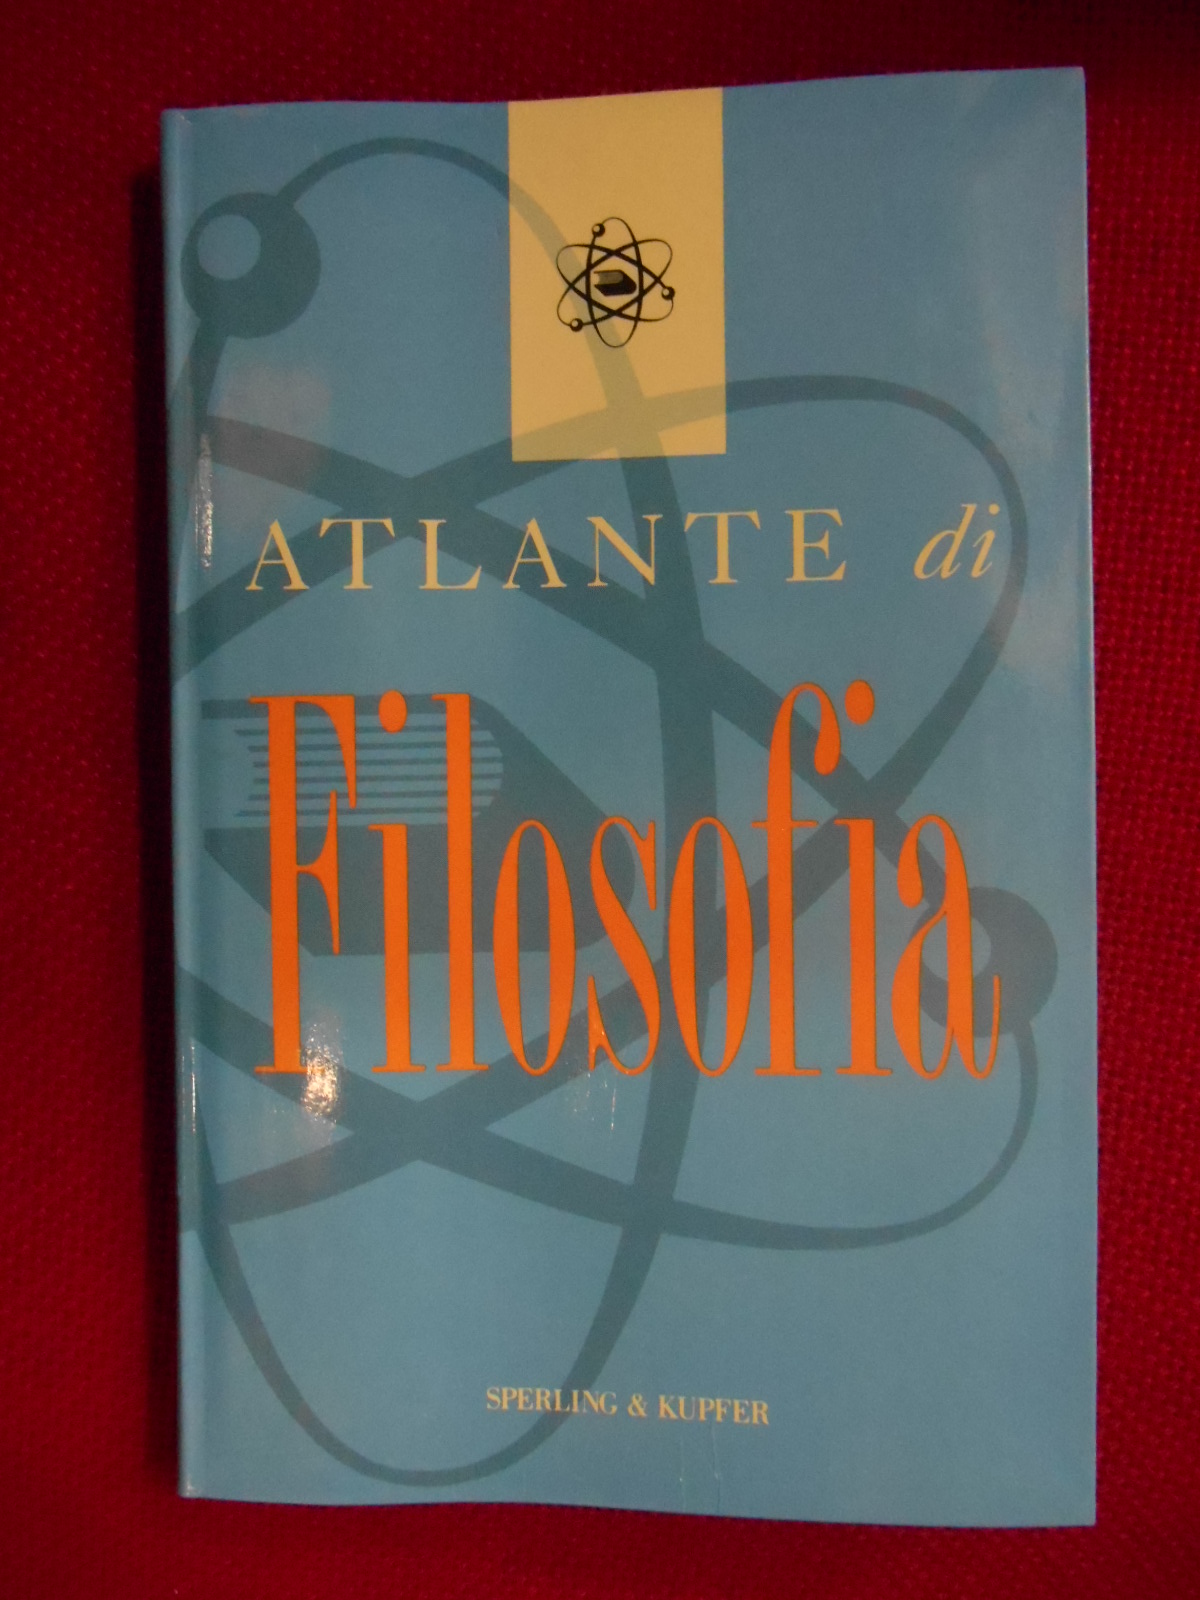 ATLANTE di
Filosofia
SPERLING & KUPFER